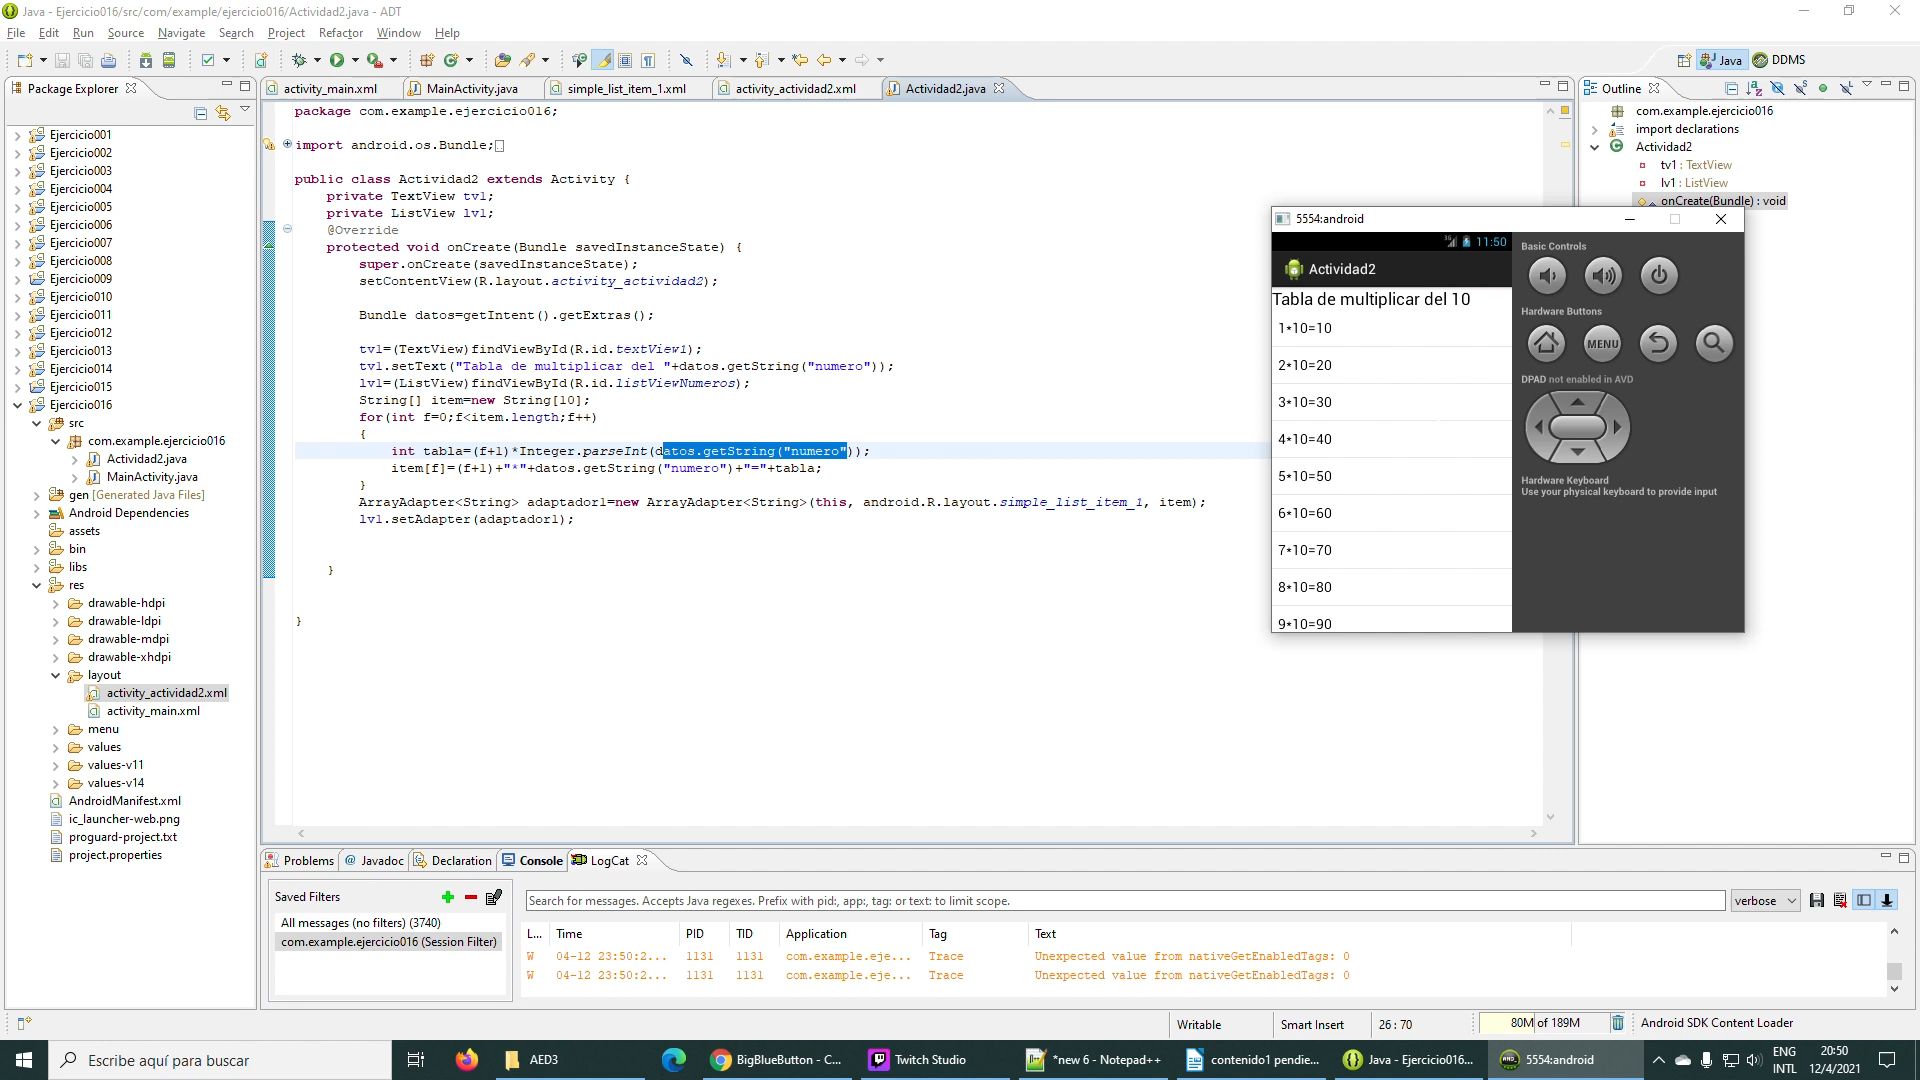 Java - Ejercicio016/src/com/example/ejercicio016/Actividad2.java - ADT
File Edit Run Source Navigate Search Project Refactor Window Help
Java DDMS
Package Explorer
Ejercicio001
Ejercicio002
Ejercicio003
Ejercicio004
Ejercicio005
Ejercicio006
Ejercicio007
Ejercicio008
Ejercicio009
Ejercicio010
Ejercicio011
Ejercicio012
Ejercicio013
Ejercicio014
Ejercicio015
Ejercicio016
src
com.example.ejercicio016
Actividad2.java
MainActivity.java
gen [Generated Java Files]
Android Dependencies
assets
bin
libs
res
drawable-hdpi
drawable-ldpi
drawable-mdpi
drawable-xhdpi
layout
activity_actividad2.xml
activity_main.xml
menu
values
values-v11
values-v14
AndroidManifest.xml
ic_launcher-web.png
proguard-project.txt
project.properties
activity_main.xml MainActivity.java simple_list_item_1.xml activity_actividad2.xml Actividad2.java
package com.example.ejercicio016;
import android.os.Bundle;
public class Actividad2 extends Activity {
private TextView tv1;
private ListView lv1;
@Override
protected void onCreate(Bundle savedInstanceState) {
super.onCreate(savedInstanceState);
setContentView(R.layout.activity_actividad2);
Bundle datos=getIntent().getExtras();
tv1=(TextView)findViewById(R.id.textView1);
tv1.setText("Tabla de multiplicar del "+datos.getString("numero"));
lv1=(ListView)findViewById(R.id.listViewNumeros);
String[] item=new String[10];
for(int f=0;f<item.length;f++)
{
int tabla=(f+1)*Integer.parseInt(datos.getString("numero"));
item[f]=(f+1)+"*"+datos.getString("numero")+"="+tabla;
}
ArrayAdapter<String> adaptador1=new ArrayAdapter<String>(this, android.R.layout.simple_list_item_1, item);
lv1.setAdapter(adaptador1);
}
}
Outline
com.example.ejercicio016
import declarations
Actividad2
tv1 : TextView
lv1 : ListView
onCreate(Bundle) : void
5554:android
11:50
Actividad2
Tabla de multiplicar del 10
1*10=10
2*10=20
3*10=30
4*10=40
5*10=50
6*10=60
7*10=70
8*10=80
9*10=90
Basic Controls
Hardware Buttons
MENU
DPAD not enabled in AVD
Hardware Keyboard
Use your physical keyboard to provide input
Problems Javadoc Declaration Console LogCat
Saved Filters
All messages (no filters) (3740)
com.example.ejercicio016 (Session Filter)
Search for messages. Accepts Java regexes. Prefix with pid:, app:, tag: or text: to limit scope.
verbose
L... Time PID TID Application Tag Text
W 04-12 23:50:2... 1131 1131 com.example.eje... Trace Unexpected value from nativeGetEnabledTags: 0
W 04-12 23:50:2... 1131 1131 com.example.eje... Trace Unexpected value from nativeGetEnabledTags: 0
Writable Smart Insert 26 : 70 80M of 189M Android SDK Content Loader
Escribe aquí para buscar
AED3
BigBlueButton - C...
Twitch Studio
*new 6 - Notepad++
contenido1 pendie...
Java - Ejercicio016...
5554:android
ENG
INTL
20:50
12/4/2021